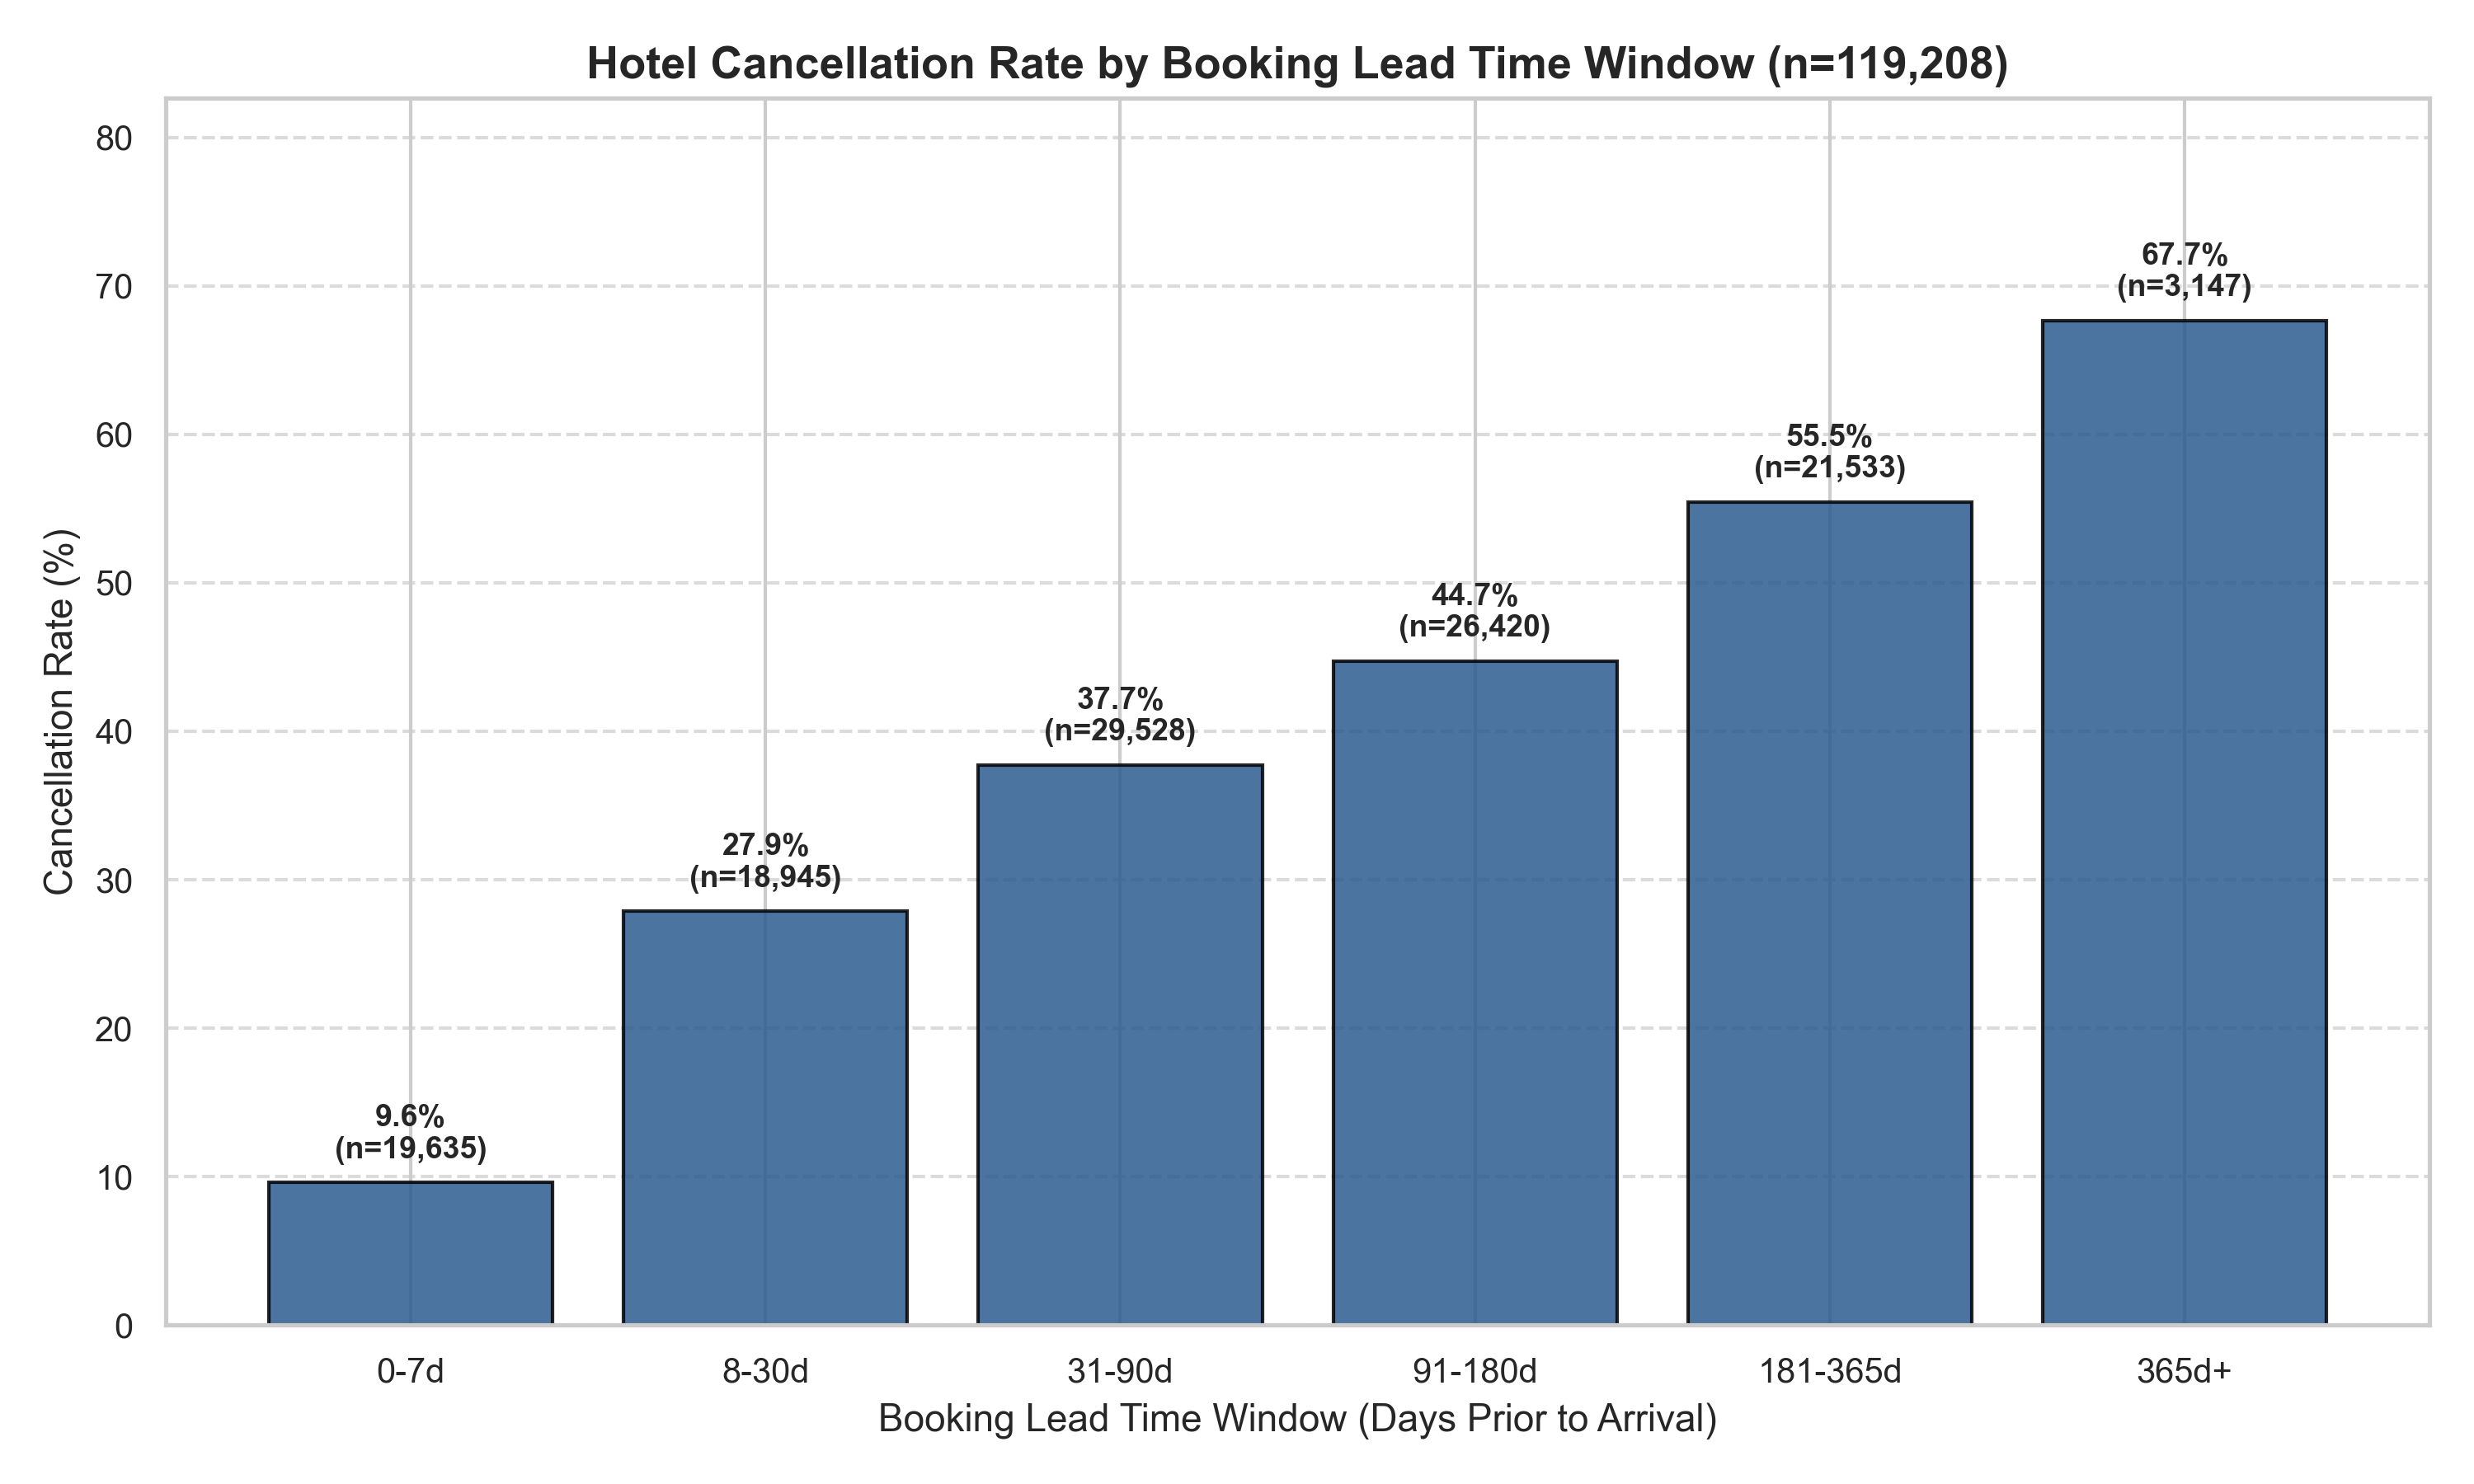 Hotel Cancellation Rate by Booking Lead Time Window (n=119,208)
Cancellation Rate (%)
80
70
60
50
40
30
20
10
0
9.6%
(n=19,635)
27.9%
(n=18,945)
37.7%
(n=29,528)
44.7%
(n=26,420)
55.5%
(n=21,533)
67.7%
(n=3,147)
0-7d
8-30d
31-90d
91-180d
181-365d
365d+
Booking Lead Time Window (Days Prior to Arrival)